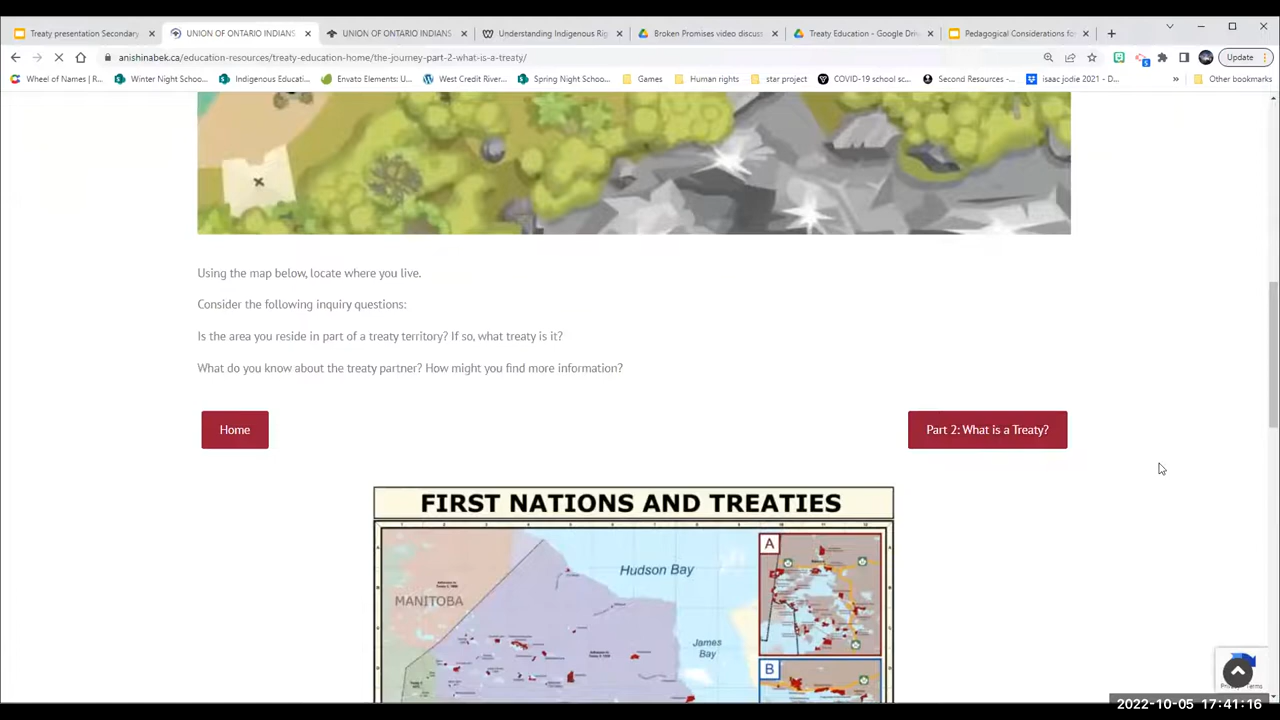 Treaty presentation Secondary
UNION OF ONTARIO INDIANS
UNION OF ONTARIO INDIANS
Understanding Indigenous Rig
Broken Promises video discuss
Treaty Education - Google Driv
Pedagogical Considerations for
anishinabek.ca/education-resources/treaty-education-home/the-journey-part-2-what-is-a-treaty/
Update
Wheel of Names | R...
Winter Night Schoo...
Indigenous Educati...
Envato Elements: U...
West Credit River...
Spring Night Schoo...
Games
Human rights
star project
COVID-19 school sc...
Second Resources -...
isaac jodie 2021 - D...
»
Other bookmarks
Using the map below, locate where you live.
Consider the following inquiry questions:
Is the area you reside in part of a treaty territory? If so, what treaty is it?
What do you know about the treaty partner? How might you find more information?
Home
Part 2: What is a Treaty?
FIRST NATIONS AND TREATIES
A
Hudson Bay
MANITOBA
James
Bay
B
2022-10-05 17:41:16